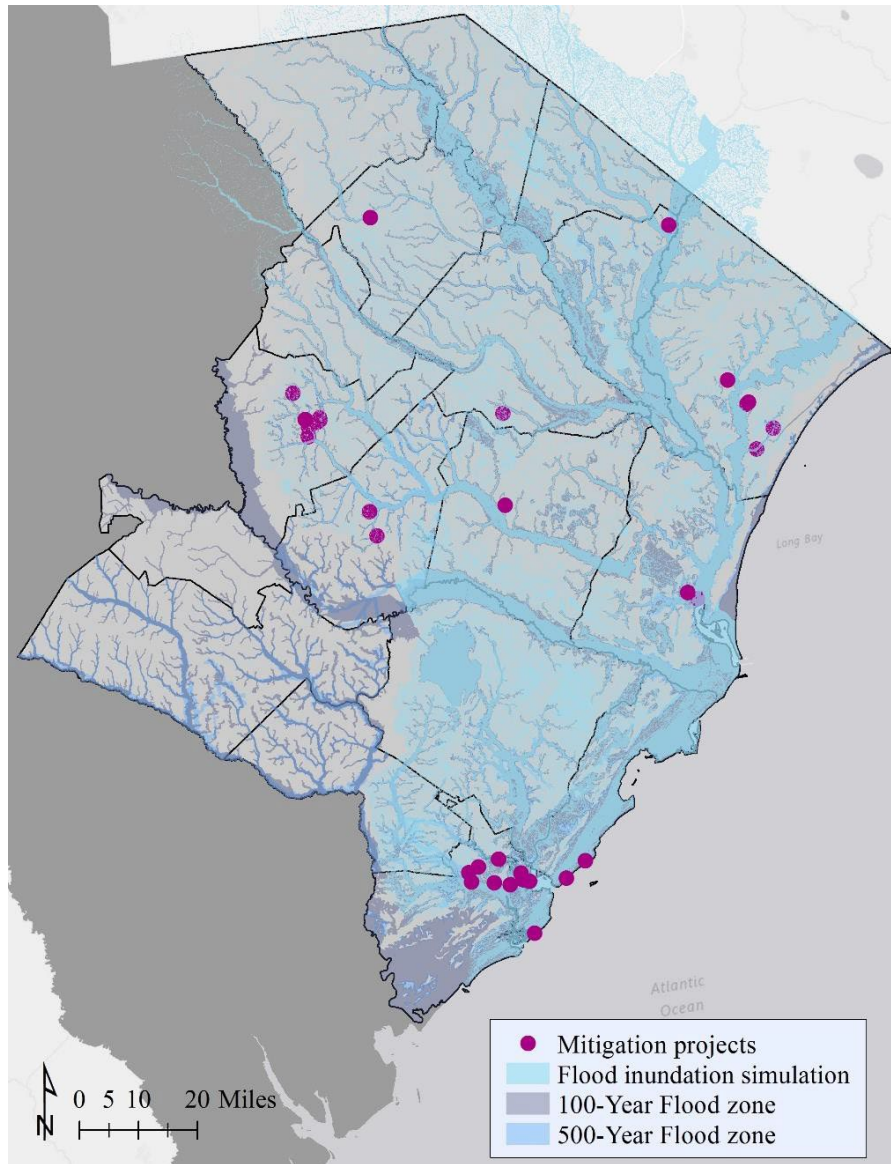 Long Bay
Atlantic
Ocean
Mitigation projects
Flood inundation simulation
100-Year Flood zone
500-Year Flood zone
N
0 5 10 20 Miles